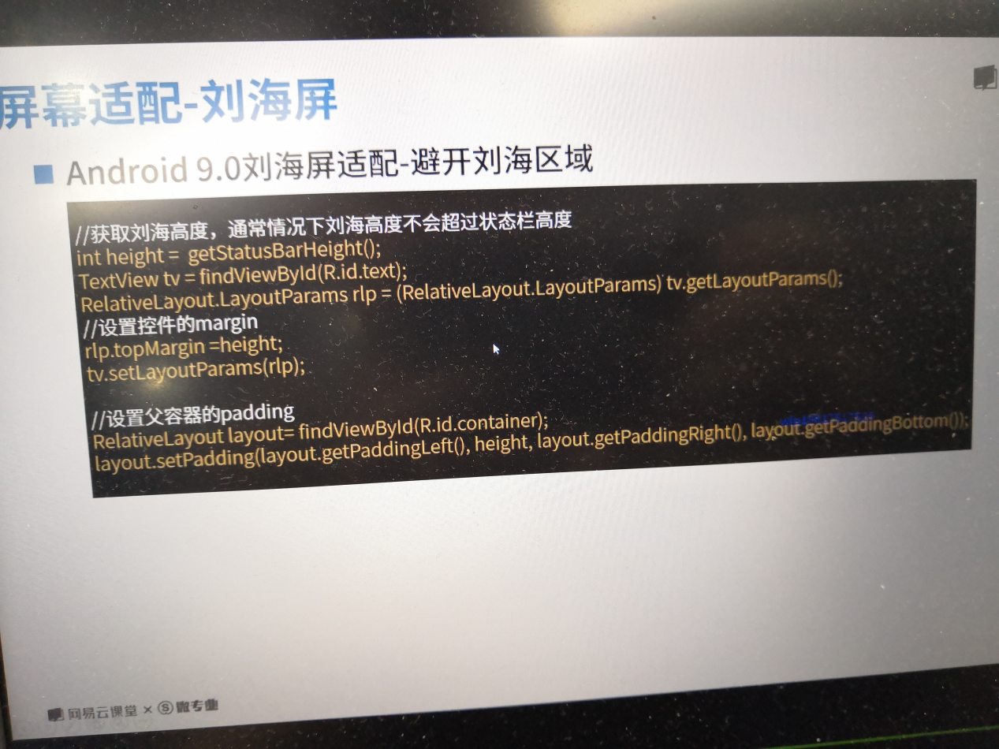 屏幕适配-刘海屏
Android 9.0刘海屏适配-避开刘海区域
//获取刘海高度，通常情况下刘海高度不会超过状态栏高度
int height = getStatusBarHeight();
TextView tv = findViewById(R.id.text);
RelativeLayout.LayoutParams rlp = (RelativeLayout.LayoutParams) tv.getLayoutParams();
//设置控件的margin
rlp.topMargin =height;
tv.setLayoutParams(rlp);
//设置父容器的padding
RelativeLayout layout= findViewById(R.id.container);
layout.setPadding(layout.getPaddingLeft(), height, layout.getPaddingRight(), layout.getPaddingBottom());
网易云课堂 × S 微专业